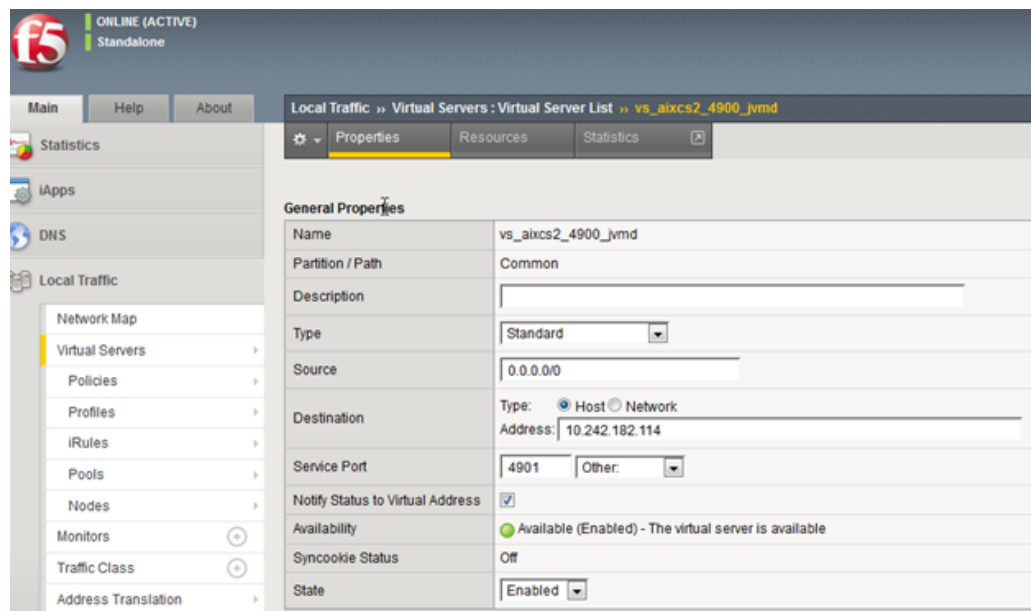 f5
ONLINE (ACTIVE)
Standalone
Main Help About
Statistics
iApps
DNS
Local Traffic
Network Map
Virtual Servers
Policies
Profiles
iRules
Pools
Nodes
Monitors
Traffic Class
Address Translation
Local Traffic ›› Virtual Servers : Virtual Server List ›› vs_aixcs2_4900_jvmd
Properties Resources Statistics
General Properties
Name vs_aixcs2_4900_jvmd
Partition / Path Common
Description
Type Standard
Source 0.0.0.0/0
Destination Type: Host Network
Address: 10.242.182.114
Service Port 4901 Other:
Notify Status to Virtual Address
Availability Available (Enabled) - The virtual server is available
Syncookie Status Off
State Enabled